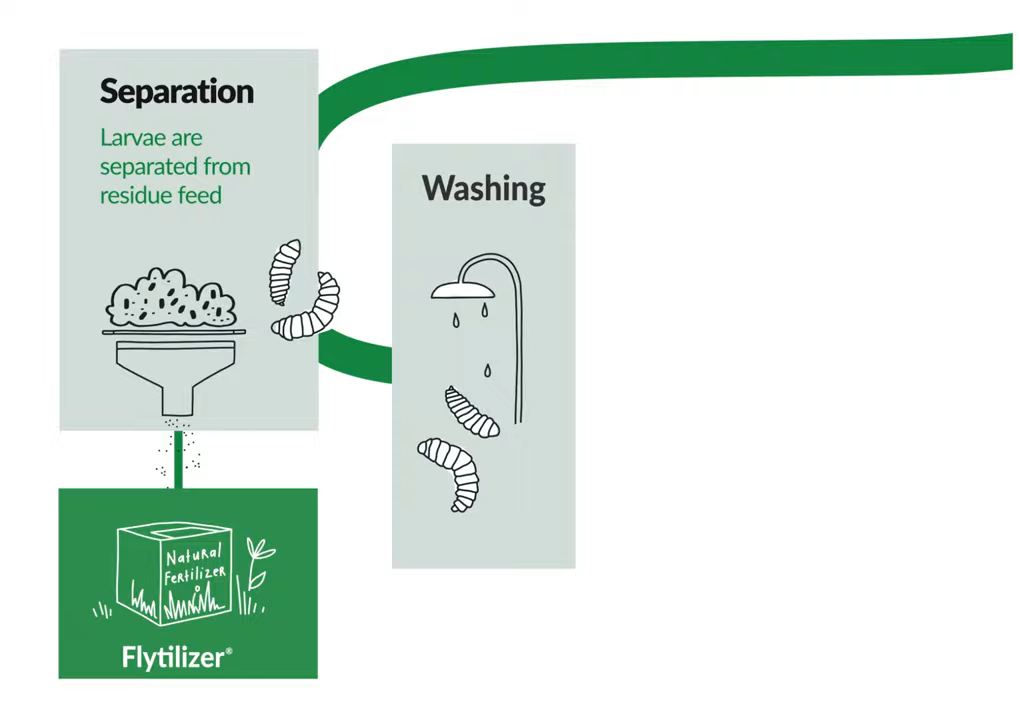 Separation
Larvae are
separated from
residue feed
Washing
Natural
Fertilizer
Flytilizer®